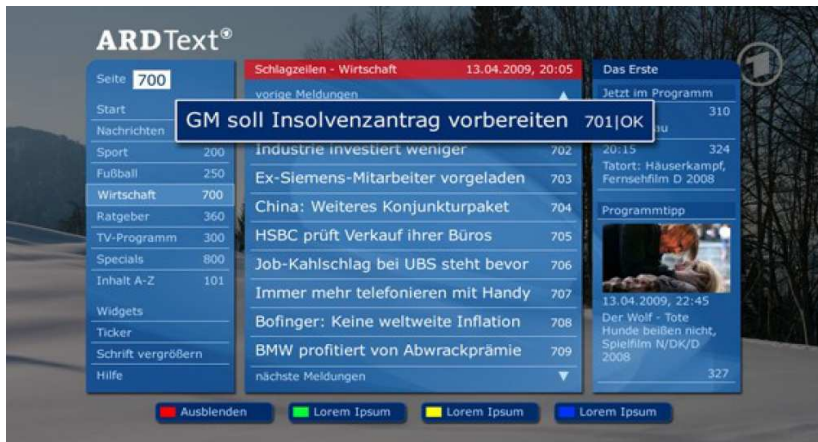 ARDText
Seite 700
Start
Nachrichten
Sport 200
Fußball 250
Wirtschaft 700
Ratgeber 360
TV-Programm 300
Specials 800
Inhalt A-Z 101
Widgets
Ticker
Schrift vergrößern
Hilfe
Schlagzeilen - Wirtschaft 13.04.2009, 20:05
vorige Meldungen
GM soll Insolvenzantrag vorbereiten 701|OK
Industrie investiert weniger 702
Ex-Siemens-Mitarbeiter vorgeladen 703
China: Weiteres Konjunkturpaket 704
HSBC prüft Verkauf ihrer Büros 705
Job-Kahlschlag bei UBS steht bevor 706
Immer mehr telefonieren mit Handy 707
Bofinger: Keine weltweite Inflation 708
BMW profitiert von Abwrackprämie 709
nächste Meldungen
Das Erste
Jetzt im Programm
310
20:15 324
Tatort: Häuserkampf,
Fernsehfilm D 2008
Programmtipp
13.04.2009, 22:45
Der Wolf - Tote
Hunde beißen nicht,
Spielfilm N/DK/D
2008
327
Ausblenden
Lorem Ipsum
Lorem Ipsum
Lorem Ipsum